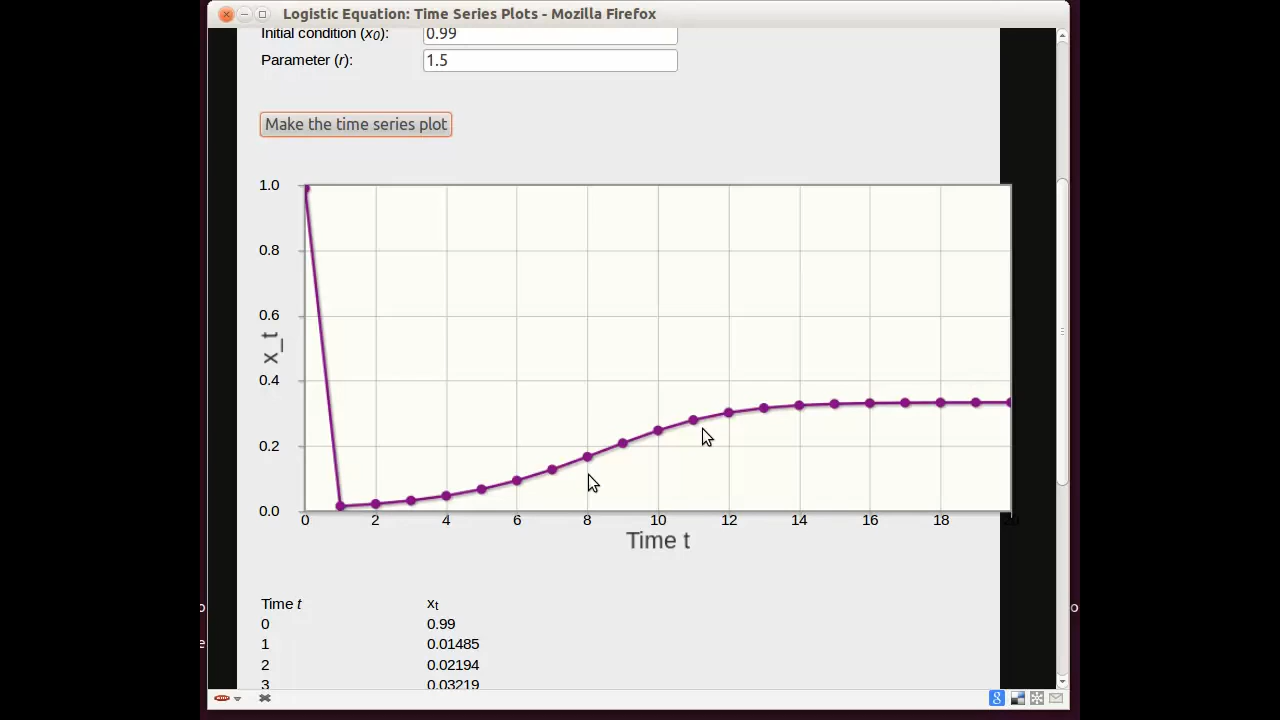 Logistic Equation: Time Series Plots - Mozilla Firefox
Initial condition (x0): 0.99
Parameter (r): 1.5
Make the time series plot
1.0
0.8
0.6
x_t
0.4
0.2
0.0
0 2 4 6 8 10 12 14 16 18 20
Time t
Time t xt
0 0.99
1 0.01485
2 0.02194
3 0.03219
o
e
o
g